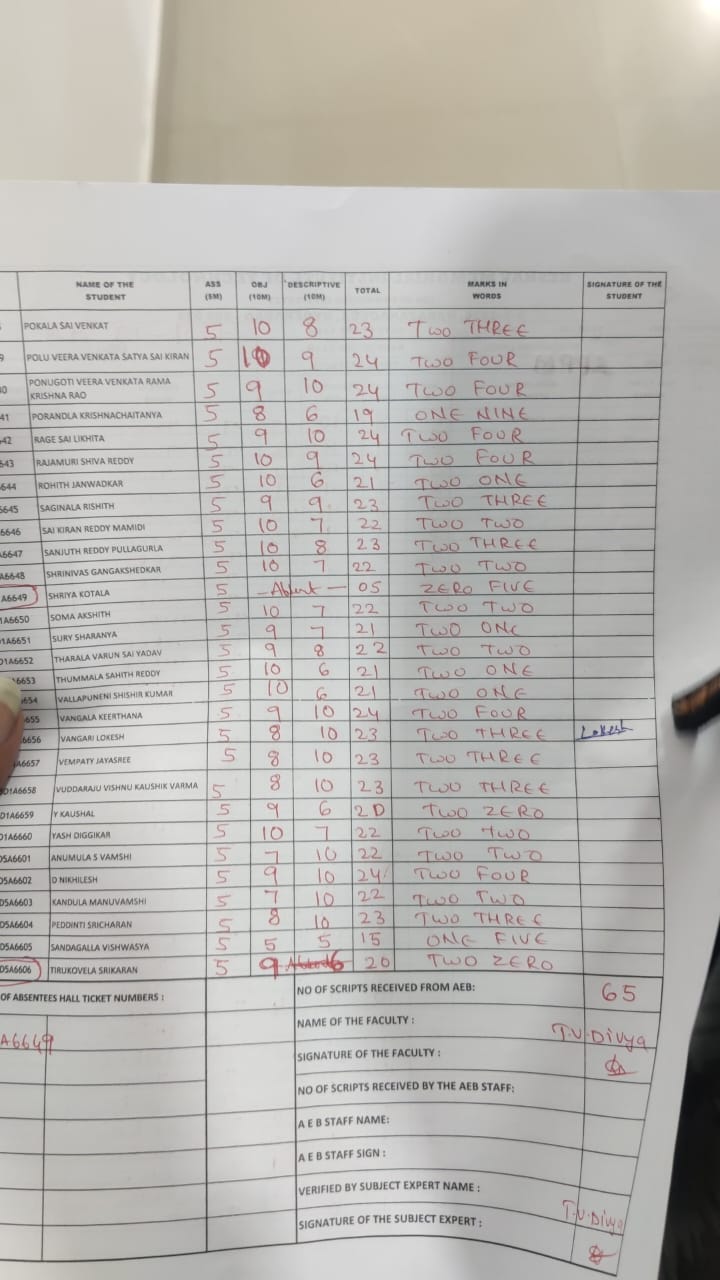 NAME OF THE STUDENT ASS (5M) OBJ (10M) DESCRIPTIVE (10M) TOTAL MARKS IN WORDS SIGNATURE OF THE STUDENT
POKALA SAI VENKAT 5 10 8 23 TWO THREE
9 POLU VEERA VENKATA SATYA SAI KIRAN 5 10 9 24 TWO FOUR
40 PONUGOTI VEERA VENKATA RAMA KRISHNA RAO 5 9 10 24 TWO FOUR
41 PORANDLA KRISHNACHAITANYA 5 8 6 19 ONE NINE
642 RAGE SAI LIKHITA 5 9 10 24 TWO FOUR
643 RAJAMURI SHIVA REDDY 5 10 9 24 TWO FOUR
644 ROHITH JANWADKAR 5 10 6 21 TWO ONE
6645 SAGINALA RISHITH 5 9 9 23 TWO THREE
6646 SAI KIRAN REDDY MAMIDI 5 10 7 22 TWO TWO
A6647 SANJUTH REDDY PULLAGURLA 5 10 8 23 TWO THREE
A6648 SHRINIVAS GANGAKSHEDKAR 5 10 7 22 TWO TWO
A6649 SHRIYA KOTALA 5 - Absent - 05 ZERO FIVE
1A6650 SOMA AKSHITH 5 10 7 22 TWO TWO
1A6651 SURY SHARANYA 5 9 7 21 TWO ONE
D1A6652 THARALA VARUN SAI YADAV 5 9 8 22 TWO TWO
6653 THUMMALA SAHITH REDDY 5 10 6 21 TWO ONE
654 VALLAPUNENI SHISHIR KUMAR 5 10 6 21 TWO ONE
655 VANGALA KEERTHANA 5 9 10 24 TWO FOUR
6656 VANGARI LOKESH 5 8 10 23 TWO THREE Lokesh
A6657 VEMPATY JAYASREE 5 8 10 23 TWO THREE
D1A6658 VUDDARAJU VISHNU KAUSHIK VARMA 5 8 10 23 TWO THREE
D1A6659 Y KAUSHAL 5 9 6 20 TWO ZERO
D1A6660 YASH DIGGIKAR 5 10 7 22 TWO TWO
D5A6601 ANUMULA S VAMSHI 5 7 10 22 TWO TWO
D5A6602 D NIKHILESH 5 9 10 24 TWO FOUR
D5A6603 KANDULA MANUVAMSHI 5 7 10 22 TWO TWO
D5A6604 PEDDINTI SRICHARAN 5 8 10 23 TWO THREE
D5A6605 SANDAGALLA VISHWASYA 5 5 5 15 ONE FIVE
D5A6606 TIRUKOVELA SRIKARAN 5 9 6 20 TWO ZERO
OF ABSENTEES HALL TICKET NUMBERS : NO OF SCRIPTS RECEIVED FROM AEB: 65
A6649 NAME OF THE FACULTY : T.V.Divya
SIGNATURE OF THE FACULTY :
NO OF SCRIPTS RECEIVED BY THE AEB STAFF:
A E B STAFF NAME:
A E B STAFF SIGN :
VERIFIED BY SUBJECT EXPERT NAME : T.V.Divya
SIGNATURE OF THE SUBJECT EXPERT :